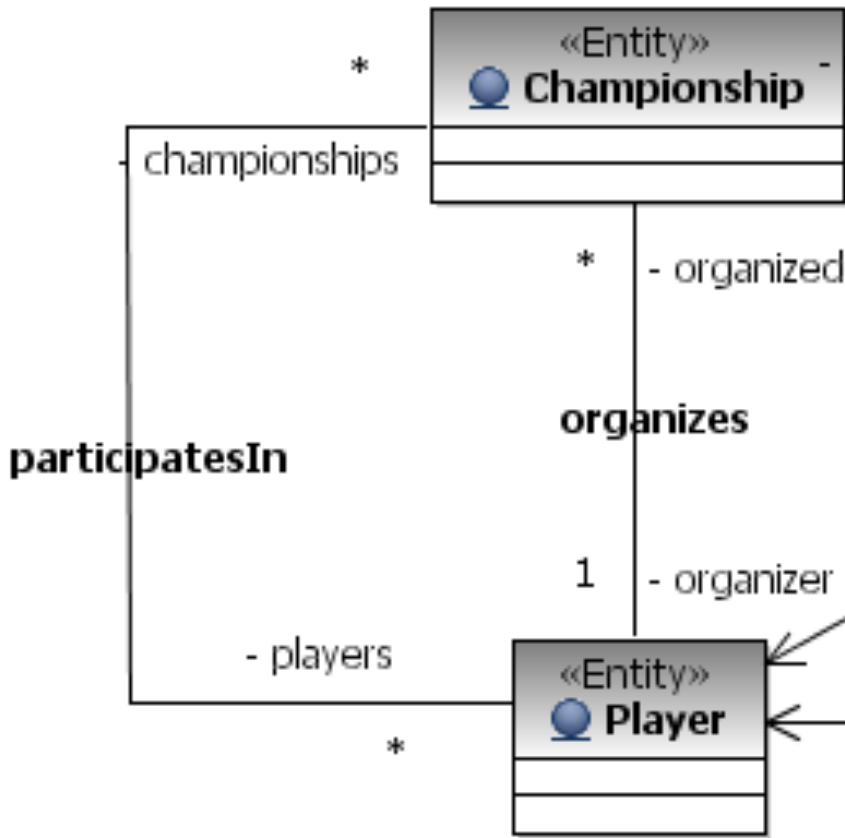 «Entity»
*
-
Championship
- championships
*
- organized
organizes
participatesIn
1
- organizer
- players
«Entity»
Player
*